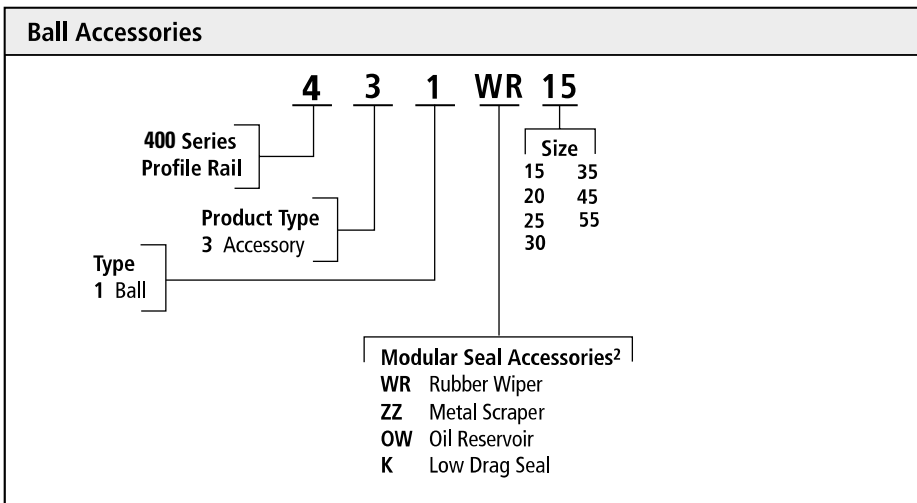 Ball Accessories
4 3 1 WR 15
400 Series
Profile Rail
Product Type
3 Accessory
Type
1 Ball
Size
15 35
20 45
25 55
30
Modular Seal Accessories²
WR Rubber Wiper
ZZ Metal Scraper
OW Oil Reservoir
K Low Drag Seal